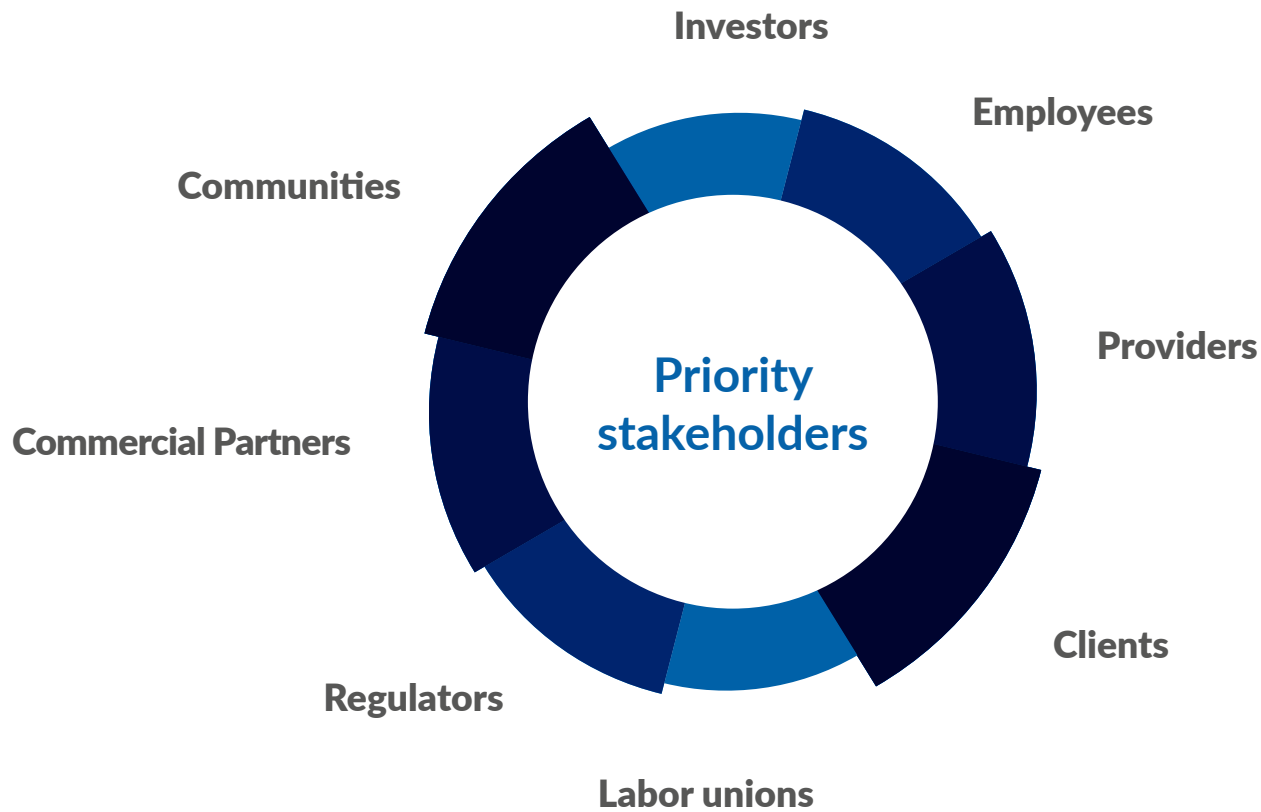 Investors
Employees
Communities
Providers
Priority
stakeholders
Commercial Partners
Clients
Regulators
Labor unions